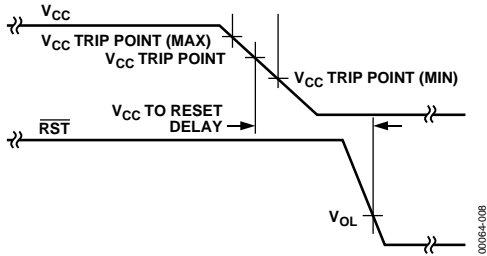 VCC
VCC TRIP POINT (MAX)
VCC TRIP POINT
VCC TRIP POINT (MIN)
VCC TO RESET
DELAY
RST
VOL
00064-008